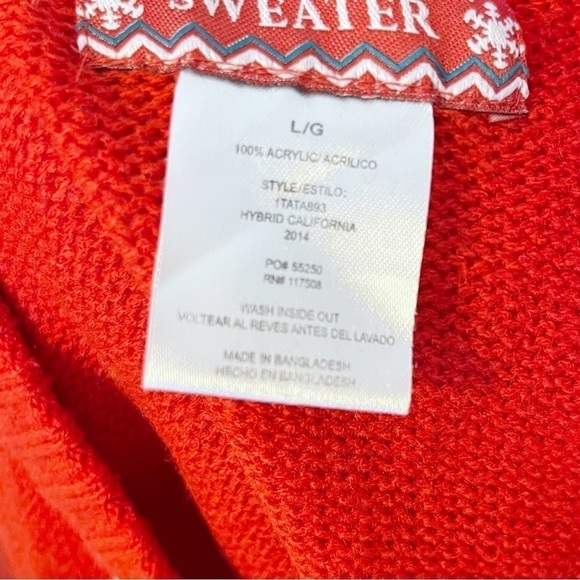 SWEATER
L/G
100% ACRYLIC/ACRILICO
STYLE/ESTILO:
1TATA893
HYBRID CALIFORNIA
2014
PO# 55250
RN# 117508
WASH INSIDE OUT
VOLTEAR AL REVES ANTES DEL LAVADO
MADE IN BANGLADESH
HECHO EN BANGLADESH